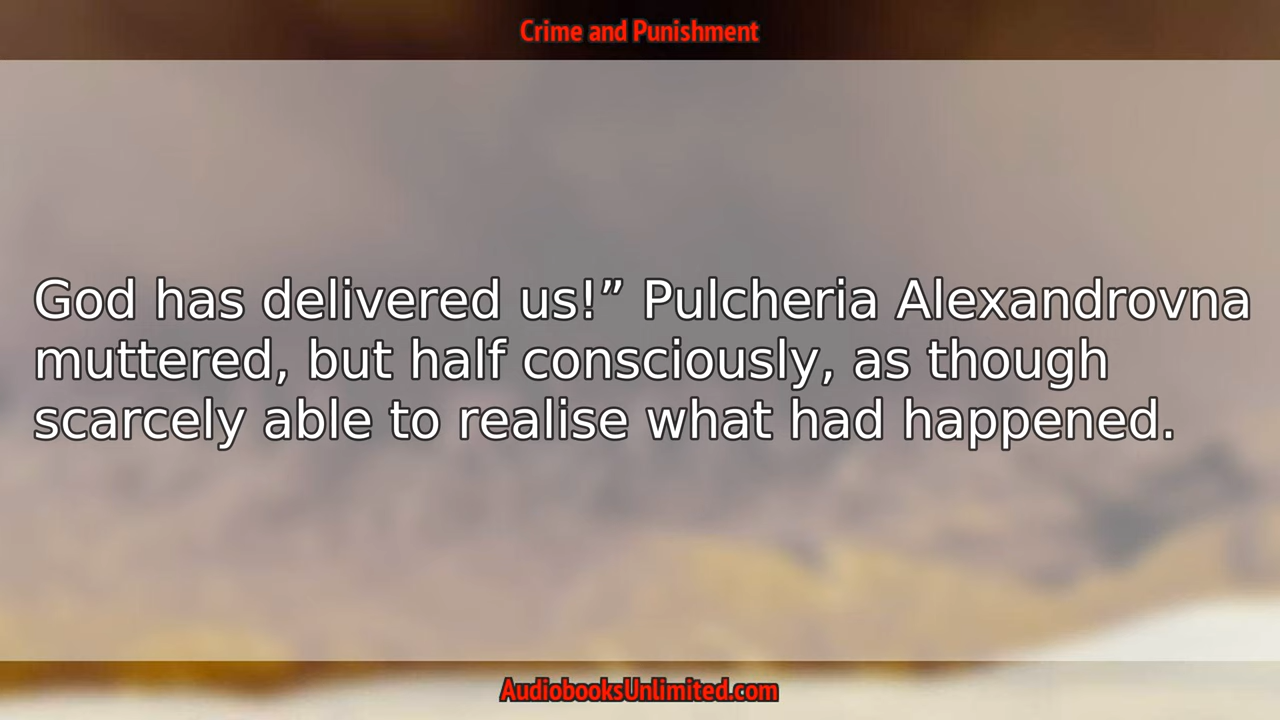 Crime and Punishment
God has delivered us!” Pulcheria Alexandrovna
muttered, but half consciously, as though
scarcely able to realise what had happened.
AudiobooksUnlimited.com